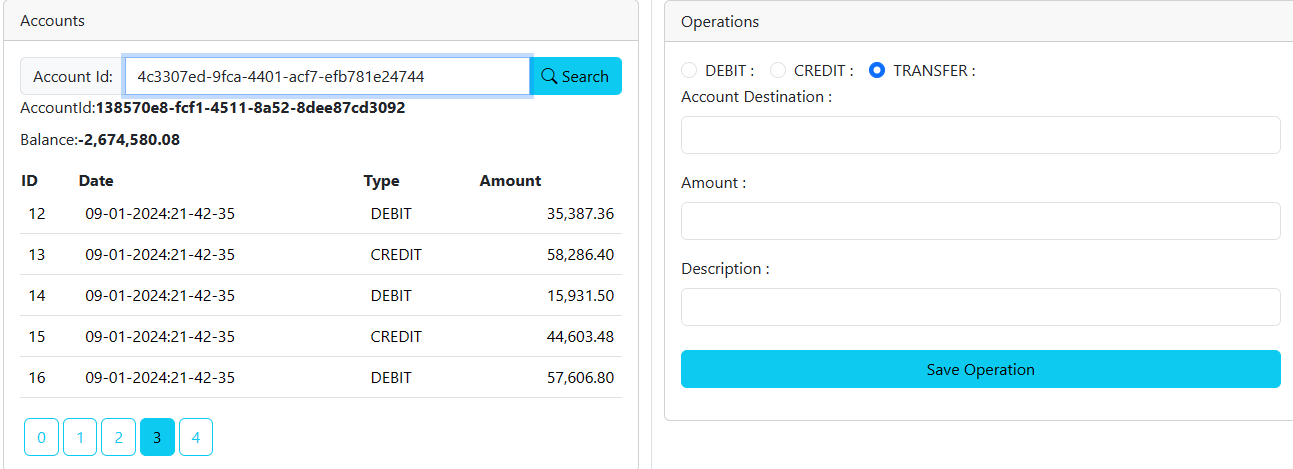 Accounts
Account Id: 4c3307ed-9fca-4401-acf7-efb781e24744 Search
AccountId:138570e8-fcf1-4511-8a52-8dee87cd3092
Balance:-2,674,580.08
ID Date Type Amount
12 09-01-2024:21-42-35 DEBIT 35,387.36
13 09-01-2024:21-42-35 CREDIT 58,286.40
14 09-01-2024:21-42-35 DEBIT 15,931.50
15 09-01-2024:21-42-35 CREDIT 44,603.48
16 09-01-2024:21-42-35 DEBIT 57,606.80
0 1 2 3 4
Operations
DEBIT : CREDIT : TRANSFER :
Account Destination :
Amount :
Description :
Save Operation